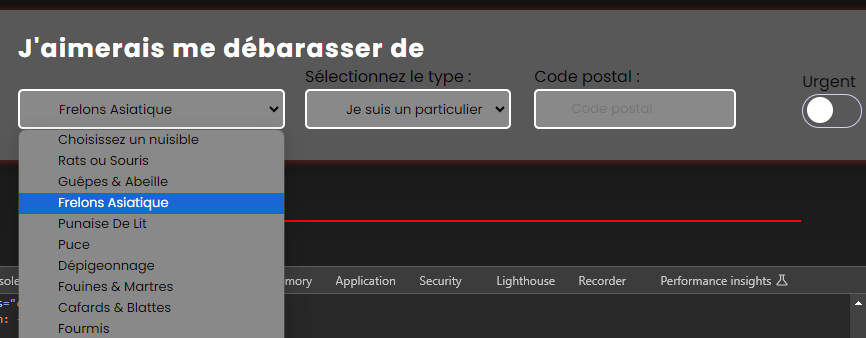 J'aimerais me débarasser de
Sélectionnez le type :
Code postal :
Urgent
Frelons Asiatique
Je suis un particulier
Code postal
Choisissez un nuisible
Rats ou Souris
Guêpes & Abeille
Frelons Asiatique
Punaise De Lit
Puce
Dépigeonnage
Fouines & Martres
Cafards & Blattes
Fourmis
sole
mory
Application
Security
Lighthouse
Recorder
Performance insights
s="
n: